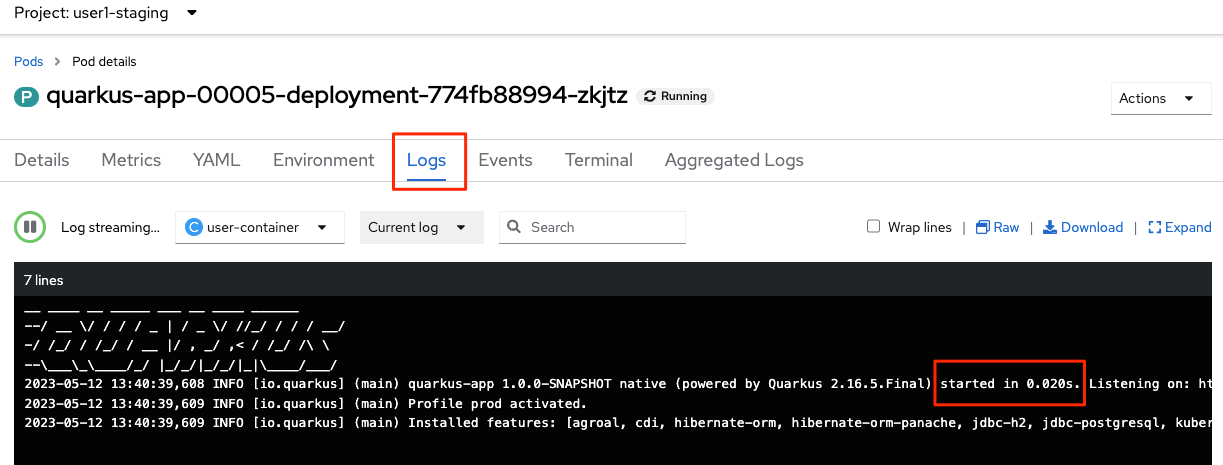 Project: user1-staging
Pods > Pod details
P quarkus-app-00005-deployment-774fb88994-zkjtz Running
Actions
Details Metrics YAML Environment Logs Events Terminal Aggregated Logs
Log streaming... C user-container Current log Search Wrap lines | Raw | Download | Expand
7 lines
__ ____ __ _____ ___ __ ____ ______
--/ __ \/ / / / _ | / _ \/ //_/ / / / __/
-/ /_/ / /_/ / __ |/ , _/ ,< / /_/ /\ \
--\___\_\____/_/ |_/_/|_/_/|_|\____/___/
2023-05-12 13:40:39,608 INFO [io.quarkus] (main) quarkus-app 1.0.0-SNAPSHOT native (powered by Quarkus 2.16.5.Final) started in 0.020s. Listening on: ht
2023-05-12 13:40:39,609 INFO [io.quarkus] (main) Profile prod activated.
2023-05-12 13:40:39,609 INFO [io.quarkus] (main) Installed features: [agroal, cdi, hibernate-orm, hibernate-orm-panache, jdbc-h2, jdbc-postgresql, kuber